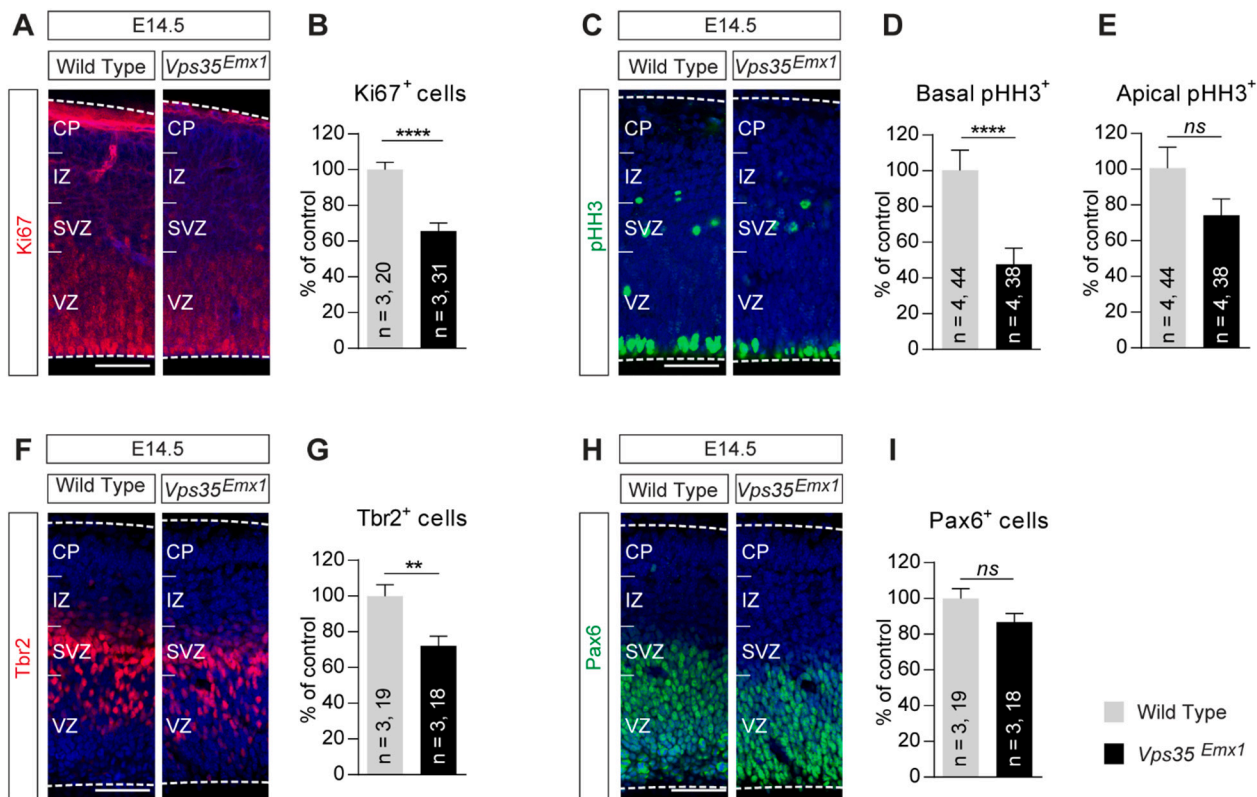 A
E14.5
Wild Type
Vps35Emx1
Ki67
CP
IZ
SVZ
VZ
CP
IZ
SVZ
VZ
B
Ki67+ cells
% of control
120
100
80
60
40
20
0
****
n = 3, 20
n = 3, 31
C
E14.5
Wild Type
Vps35Emx1
pHH3
CP
IZ
SVZ
VZ
CP
IZ
SVZ
VZ
D
Basal pHH3+
% of control
120
100
80
60
40
20
0
****
n = 4, 44
n = 4, 38
E
Apical pHH3+
% of control
120
100
80
60
40
20
0
ns
n = 4, 44
n = 4, 38
F
E14.5
Wild Type
Vps35Emx1
Tbr2
CP
IZ
SVZ
VZ
CP
IZ
SVZ
VZ
G
Tbr2+ cells
% of control
120
100
80
60
40
20
0
**
n = 3, 19
n = 3, 18
H
E14.5
Wild Type
Vps35Emx1
Pax6
CP
IZ
SVZ
VZ
CP
IZ
SVZ
VZ
I
Pax6+ cells
% of control
120
100
80
60
40
20
0
ns
n = 3, 19
n = 3, 18
Wild Type
Vps35 Emx1